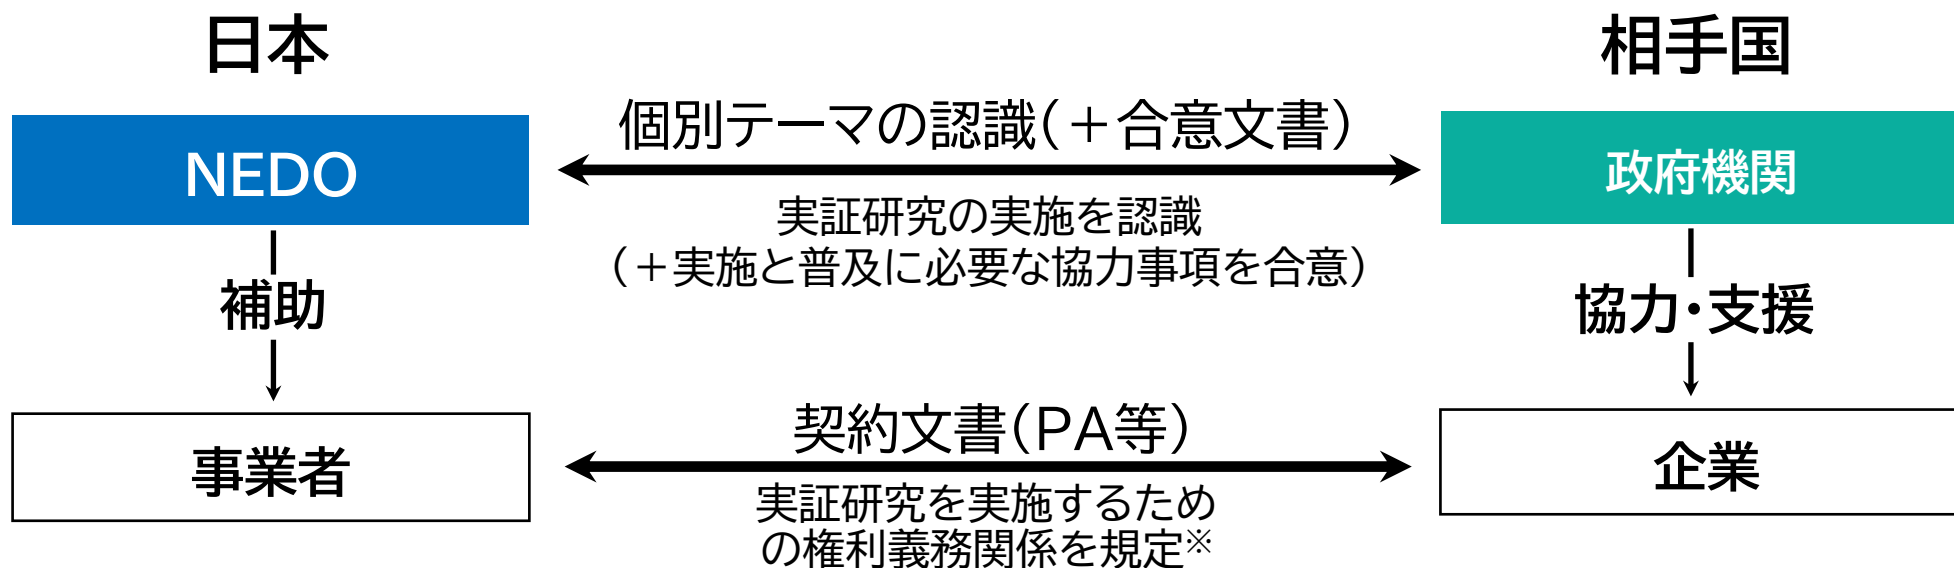 日本
相手国
NEDO
個別テーマの認識(＋合意文書)
政府機関
実証研究の実施を認識
(＋実施と普及に必要な協力事項を合意)
補助
協力・支援
事業者
契約文書(PA等)
企業
実証研究を実施するため
の権利義務関係を規定※